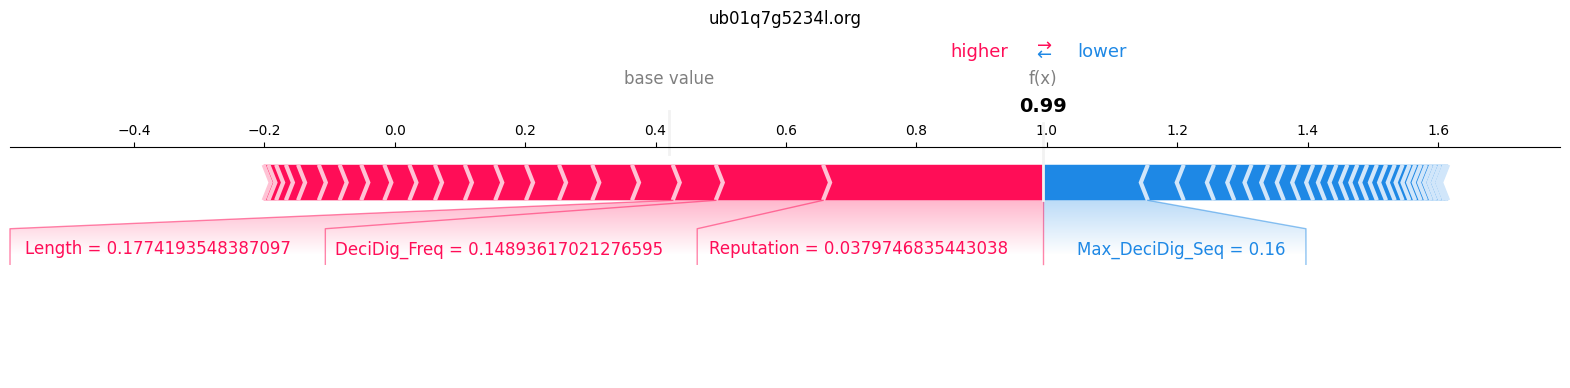 ub01q7g5234l.org
higher → ← lower
base value f(x)
0.99
−0.4 −0.2 0.0 0.2 0.4 0.6 0.8 1.0 1.2 1.4 1.6
Length = 0.1774193548387097 DeciDig_Freq = 0.14893617021276595 Reputation = 0.0379746835443038 Max_DeciDig_Seq = 0.16